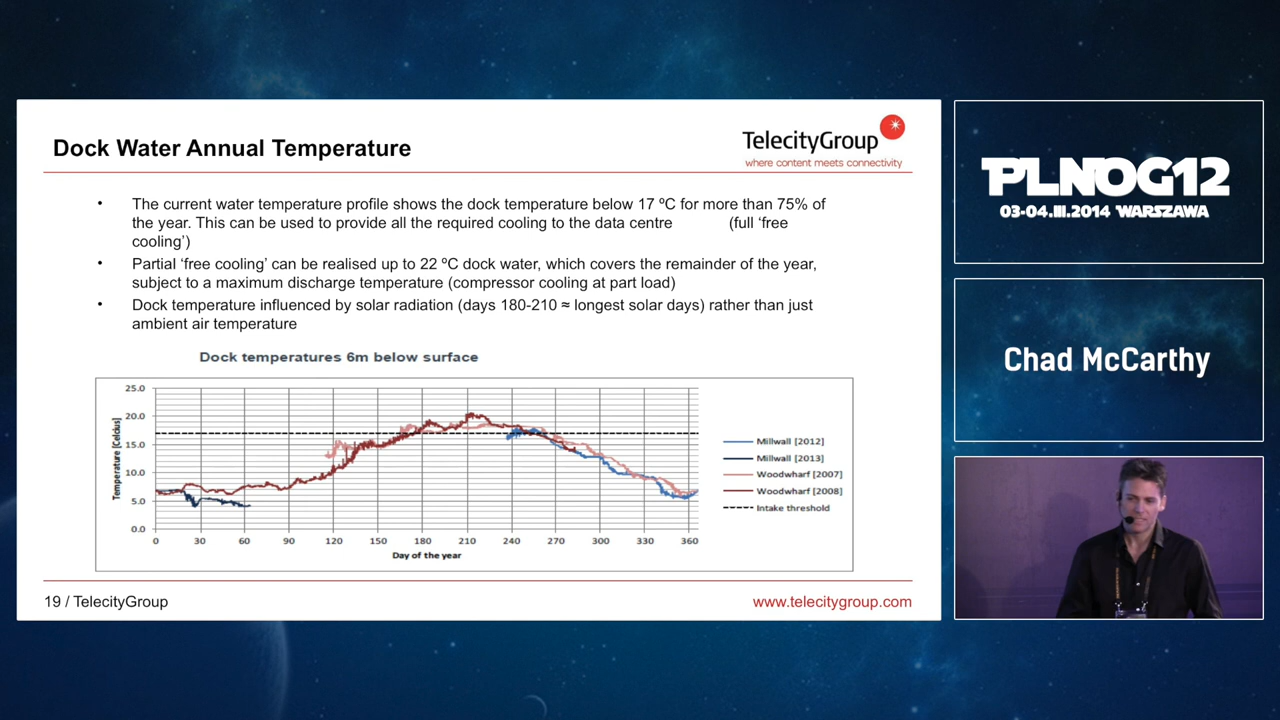 Dock Water Annual Temperature
TelecityGroup
where content meets connectivity
• The current water temperature profile shows the dock temperature below 17 ºC for more than 75% of
the year. This can be used to provide all the required cooling to the data centre (full ‘free
cooling’)
• Partial ‘free cooling’ can be realised up to 22 ºC dock water, which covers the remainder of the year,
subject to a maximum discharge temperature (compressor cooling at part load)
• Dock temperature influenced by solar radiation (days 180-210 ≈ longest solar days) rather than just
ambient air temperature
Dock temperatures 6m below surface
Temperature [Celcius]
25.0
20.0
15.0
10.0
5.0
0.0
0 30 60 90 120 150 180 210 240 270 300 330 360
Day of the year
Millwall [2012]
Millwall [2013]
Woodwharf [2007]
Woodwharf [2008]
Intake threshold
19 / TelecityGroup
www.telecitygroup.com
PLNOG12
03-04.III.2014 WARSZAWA
Chad McCarthy